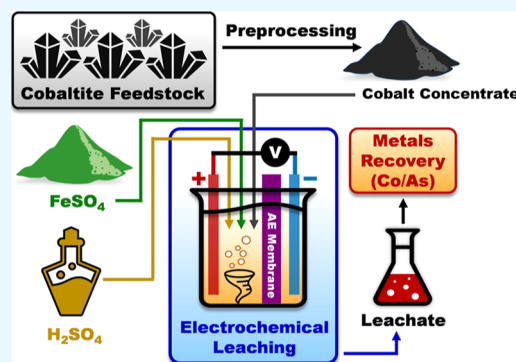 Preprocessing
Cobaltite Feedstock
Cobalt Concentrate
FeSO₄
H₂SO₄
V
+
−
AE Membrane
Electrochemical
Leaching
Metals
Recovery
(Co/As)
Leachate